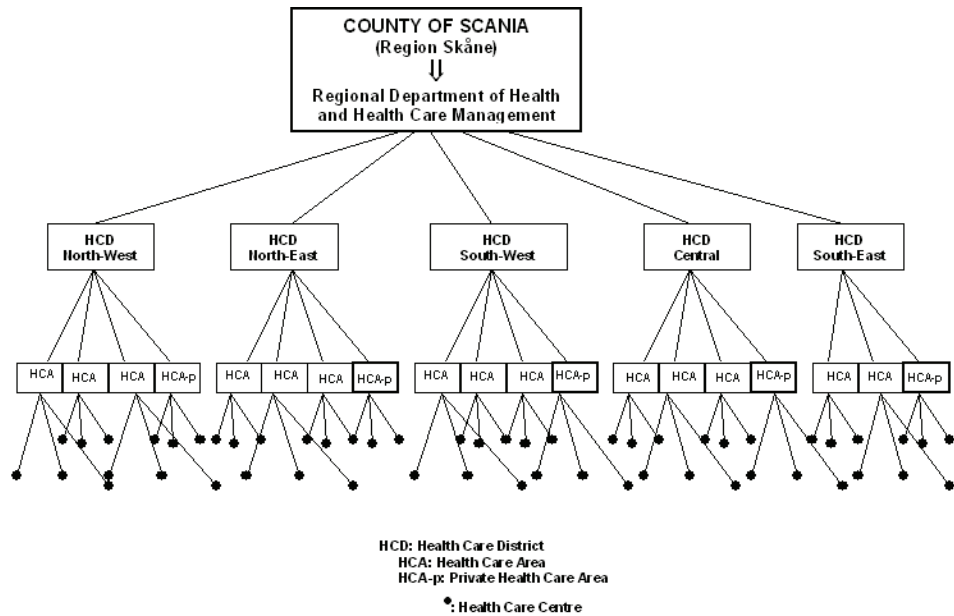 COUNTY OF SCANIA
(Region Skåne)
⇓
Regional Department of Health
and Health Care Management
HCD
North-West
HCD
North-East
HCD
South-West
HCD
Central
HCD
South-East
HCA HCA HCA HCA-p HCA HCA HCA HCA-p HCA HCA HCA HCA-p HCA HCA HCA HCA-p HCA HCA HCA-p
HCD: Health Care District
HCA: Health Care Area
HCA-p: Private Health Care Area
: Health Care Centre